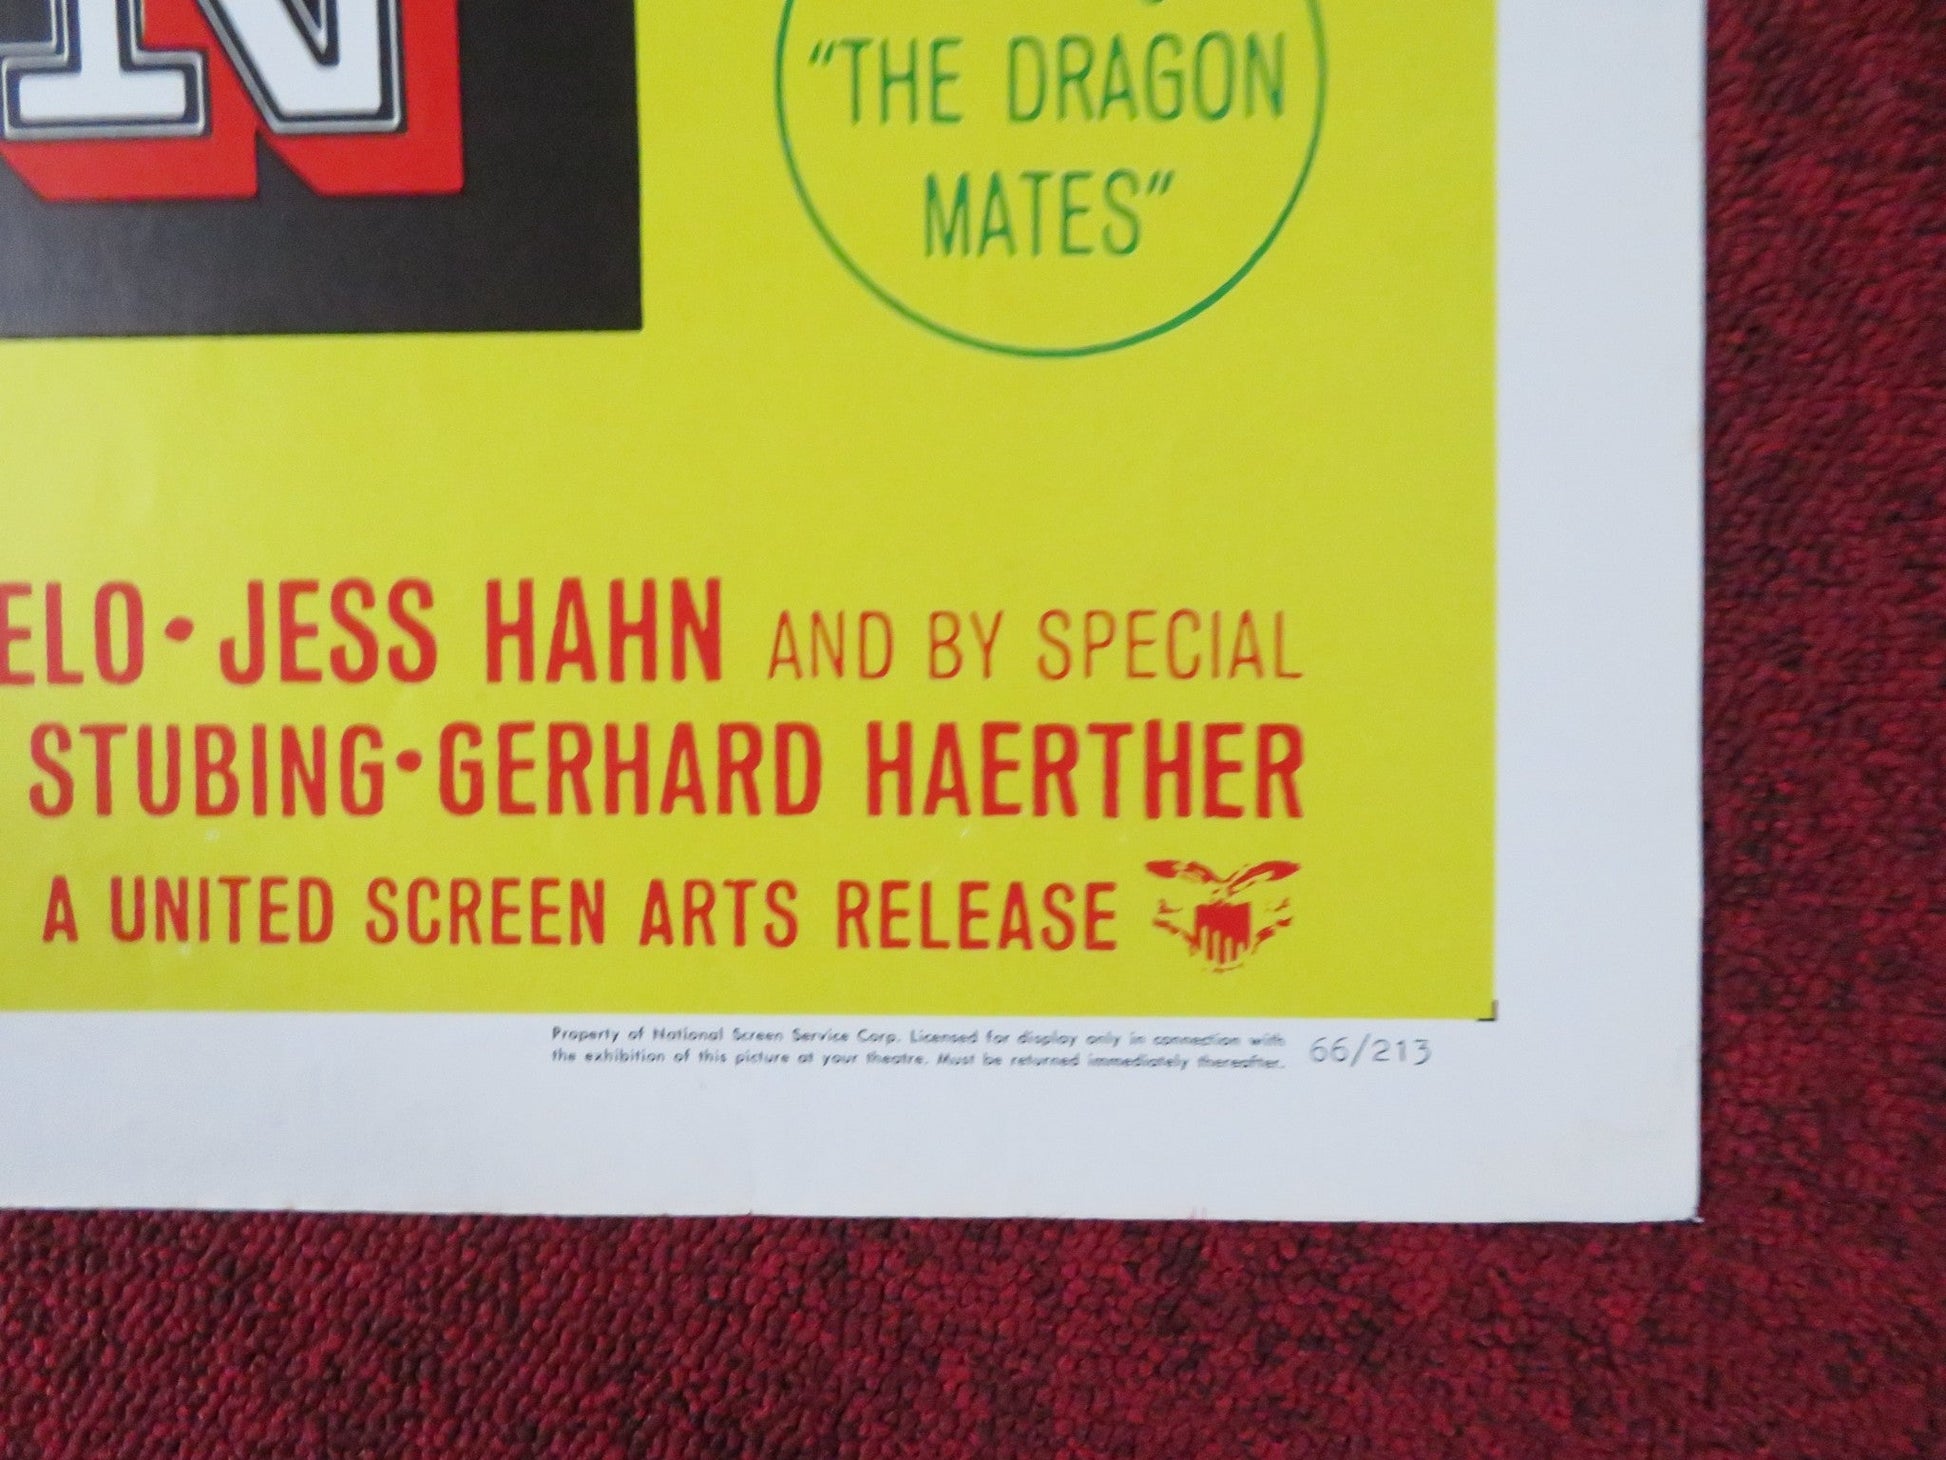 N
"THE DRAGON
MATES"
ELO · JESS HAHN AND BY SPECIAL
STUBING · GERHARD HAERTHER
A UNITED SCREEN ARTS RELEASE
Property of National Screen Service Corp. Licensed for display only in connection with
the exhibition of this picture at your theatre. Must be returned immediately thereafter.
66/213